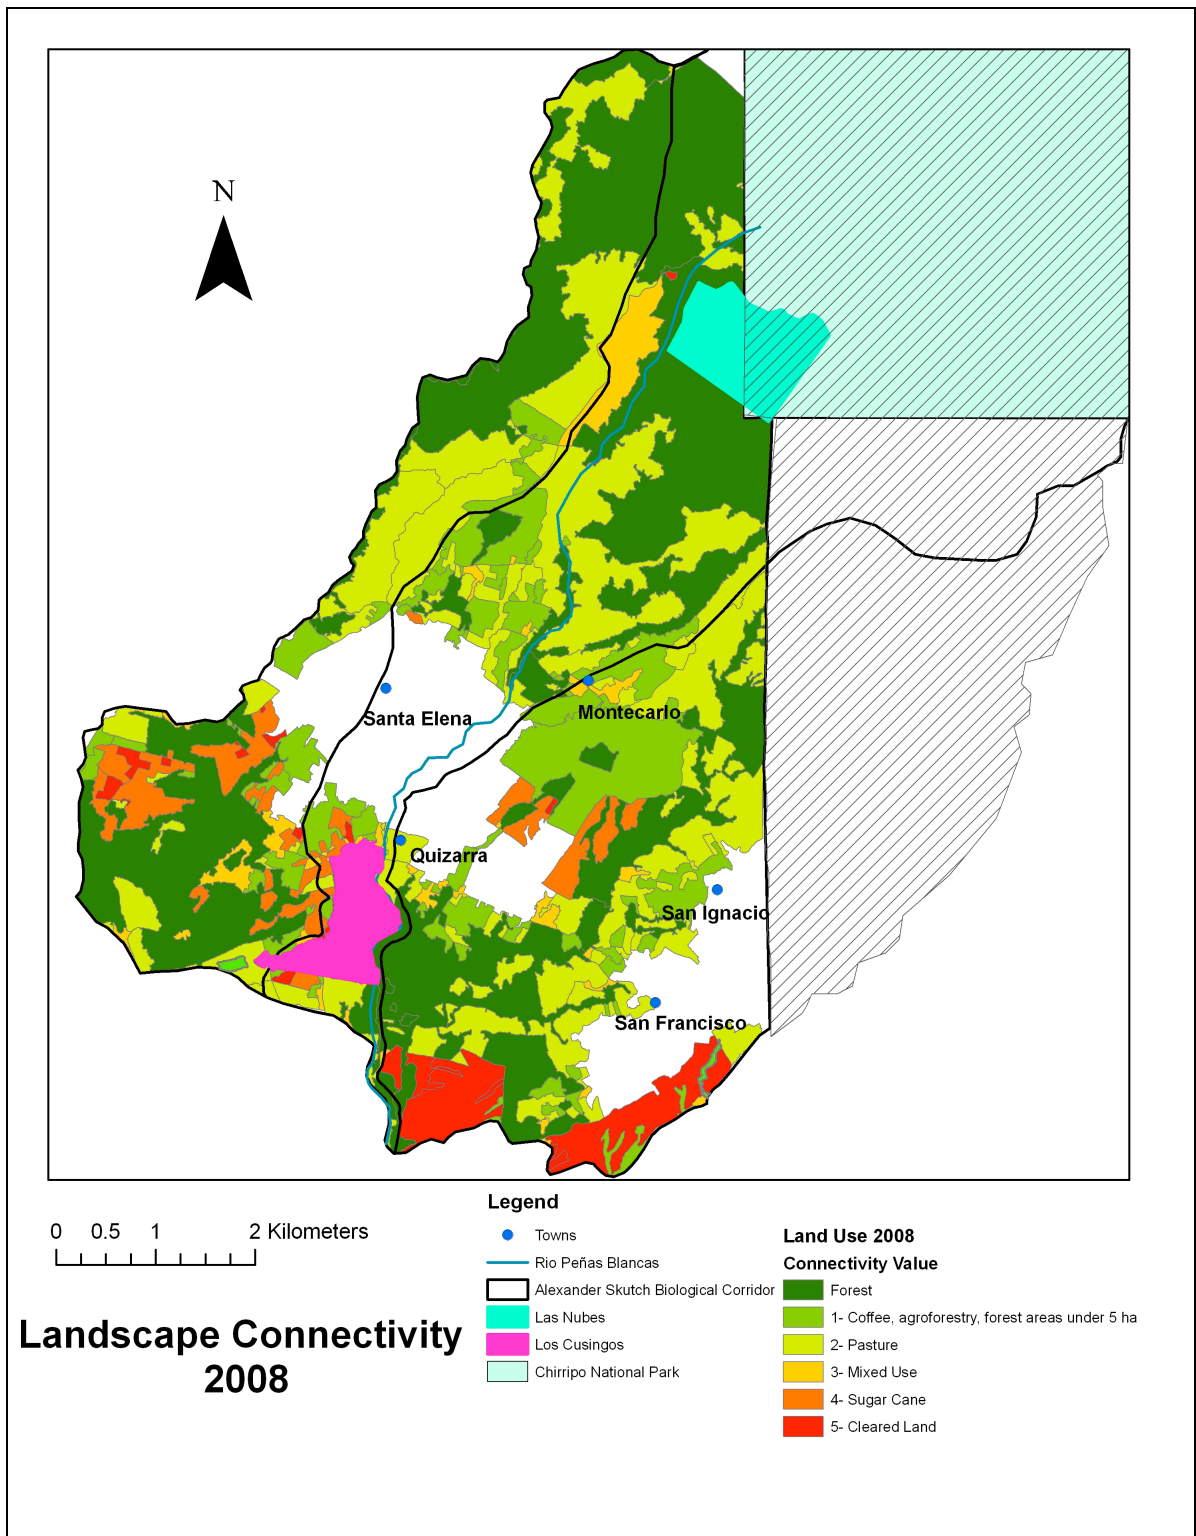 N
Santa Elena
Montecarlo
Quizarra
San Ignacio
San Francisco
0 0.5 1 2 Kilometers
Landscape Connectivity
2008
Legend
Towns
Rio Peñas Blancas
Alexander Skutch Biological Corridor
Las Nubes
Los Cusingos
Chirripo National Park
Land Use 2008
Connectivity Value
Forest
1- Coffee, agroforestry, forest areas under 5 ha
2- Pasture
3- Mixed Use
4- Sugar Cane
5- Cleared Land